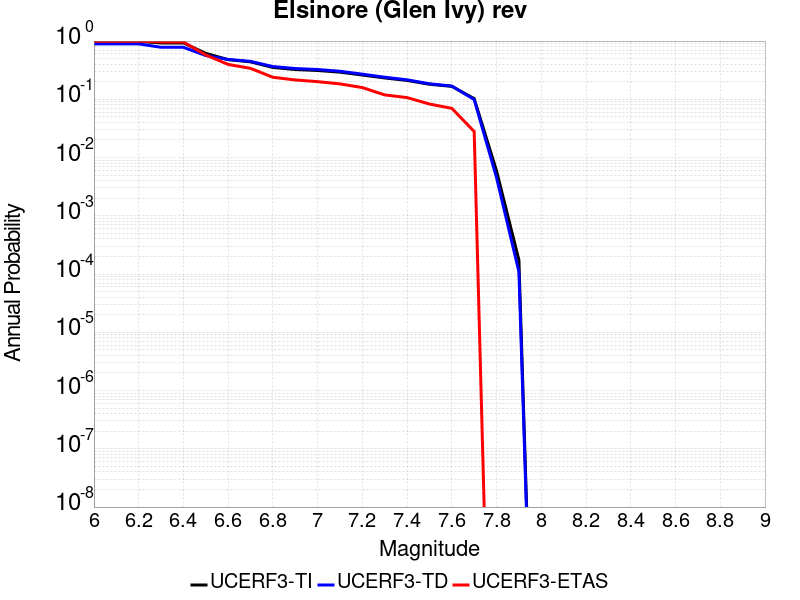 Elsinore (Glen Ivy) rev
Annual Probability
10^0
10^-1
10^-2
10^-3
10^-4
10^-5
10^-6
10^-7
10^-8
6 6.2 6.4 6.6 6.8 7 7.2 7.4 7.6 7.8 8 8.2 8.4 8.6 8.8 9
Magnitude
UCERF3-TI UCERF3-TD UCERF3-ETAS